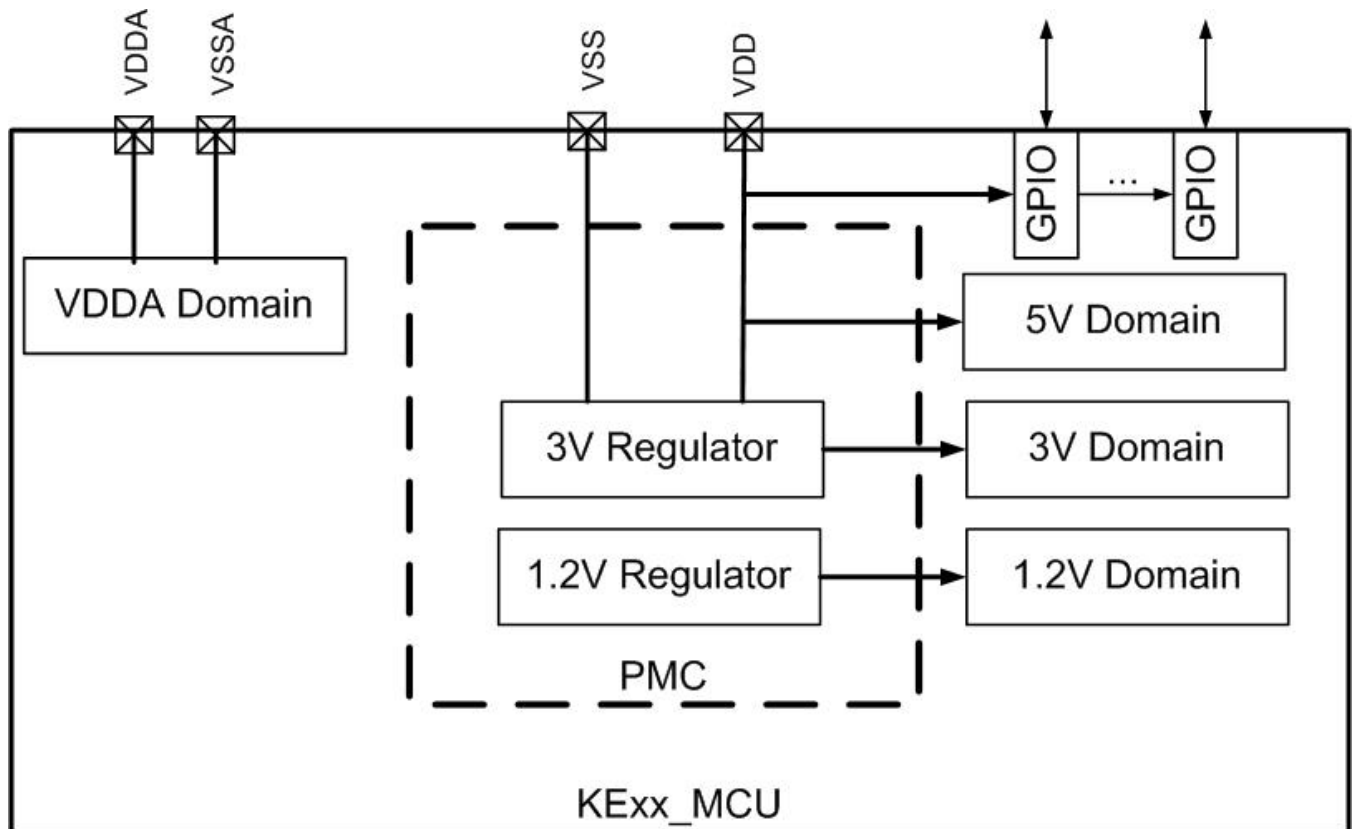 VDDA
VSSA
VSS
VDD
GPIO
...
GPIO
VDDA Domain
5V Domain
3V Regulator
3V Domain
1.2V Regulator
1.2V Domain
PMC
KExx_MCU